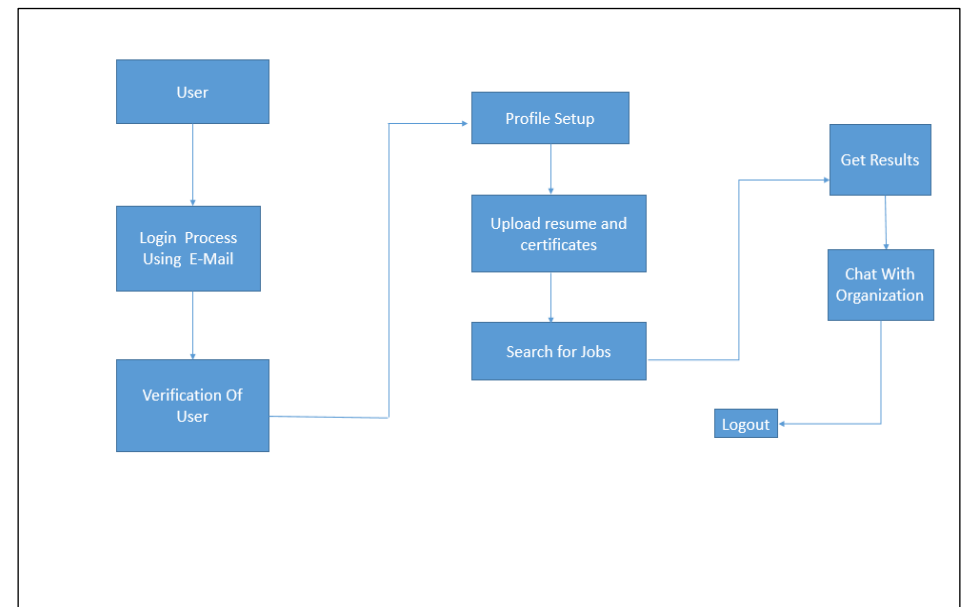 User
Login Process
Using E-Mail
Verification Of
User
Profile Setup
Upload resume and
certificates
Search for Jobs
Get Results
Chat With
Organization
Logout